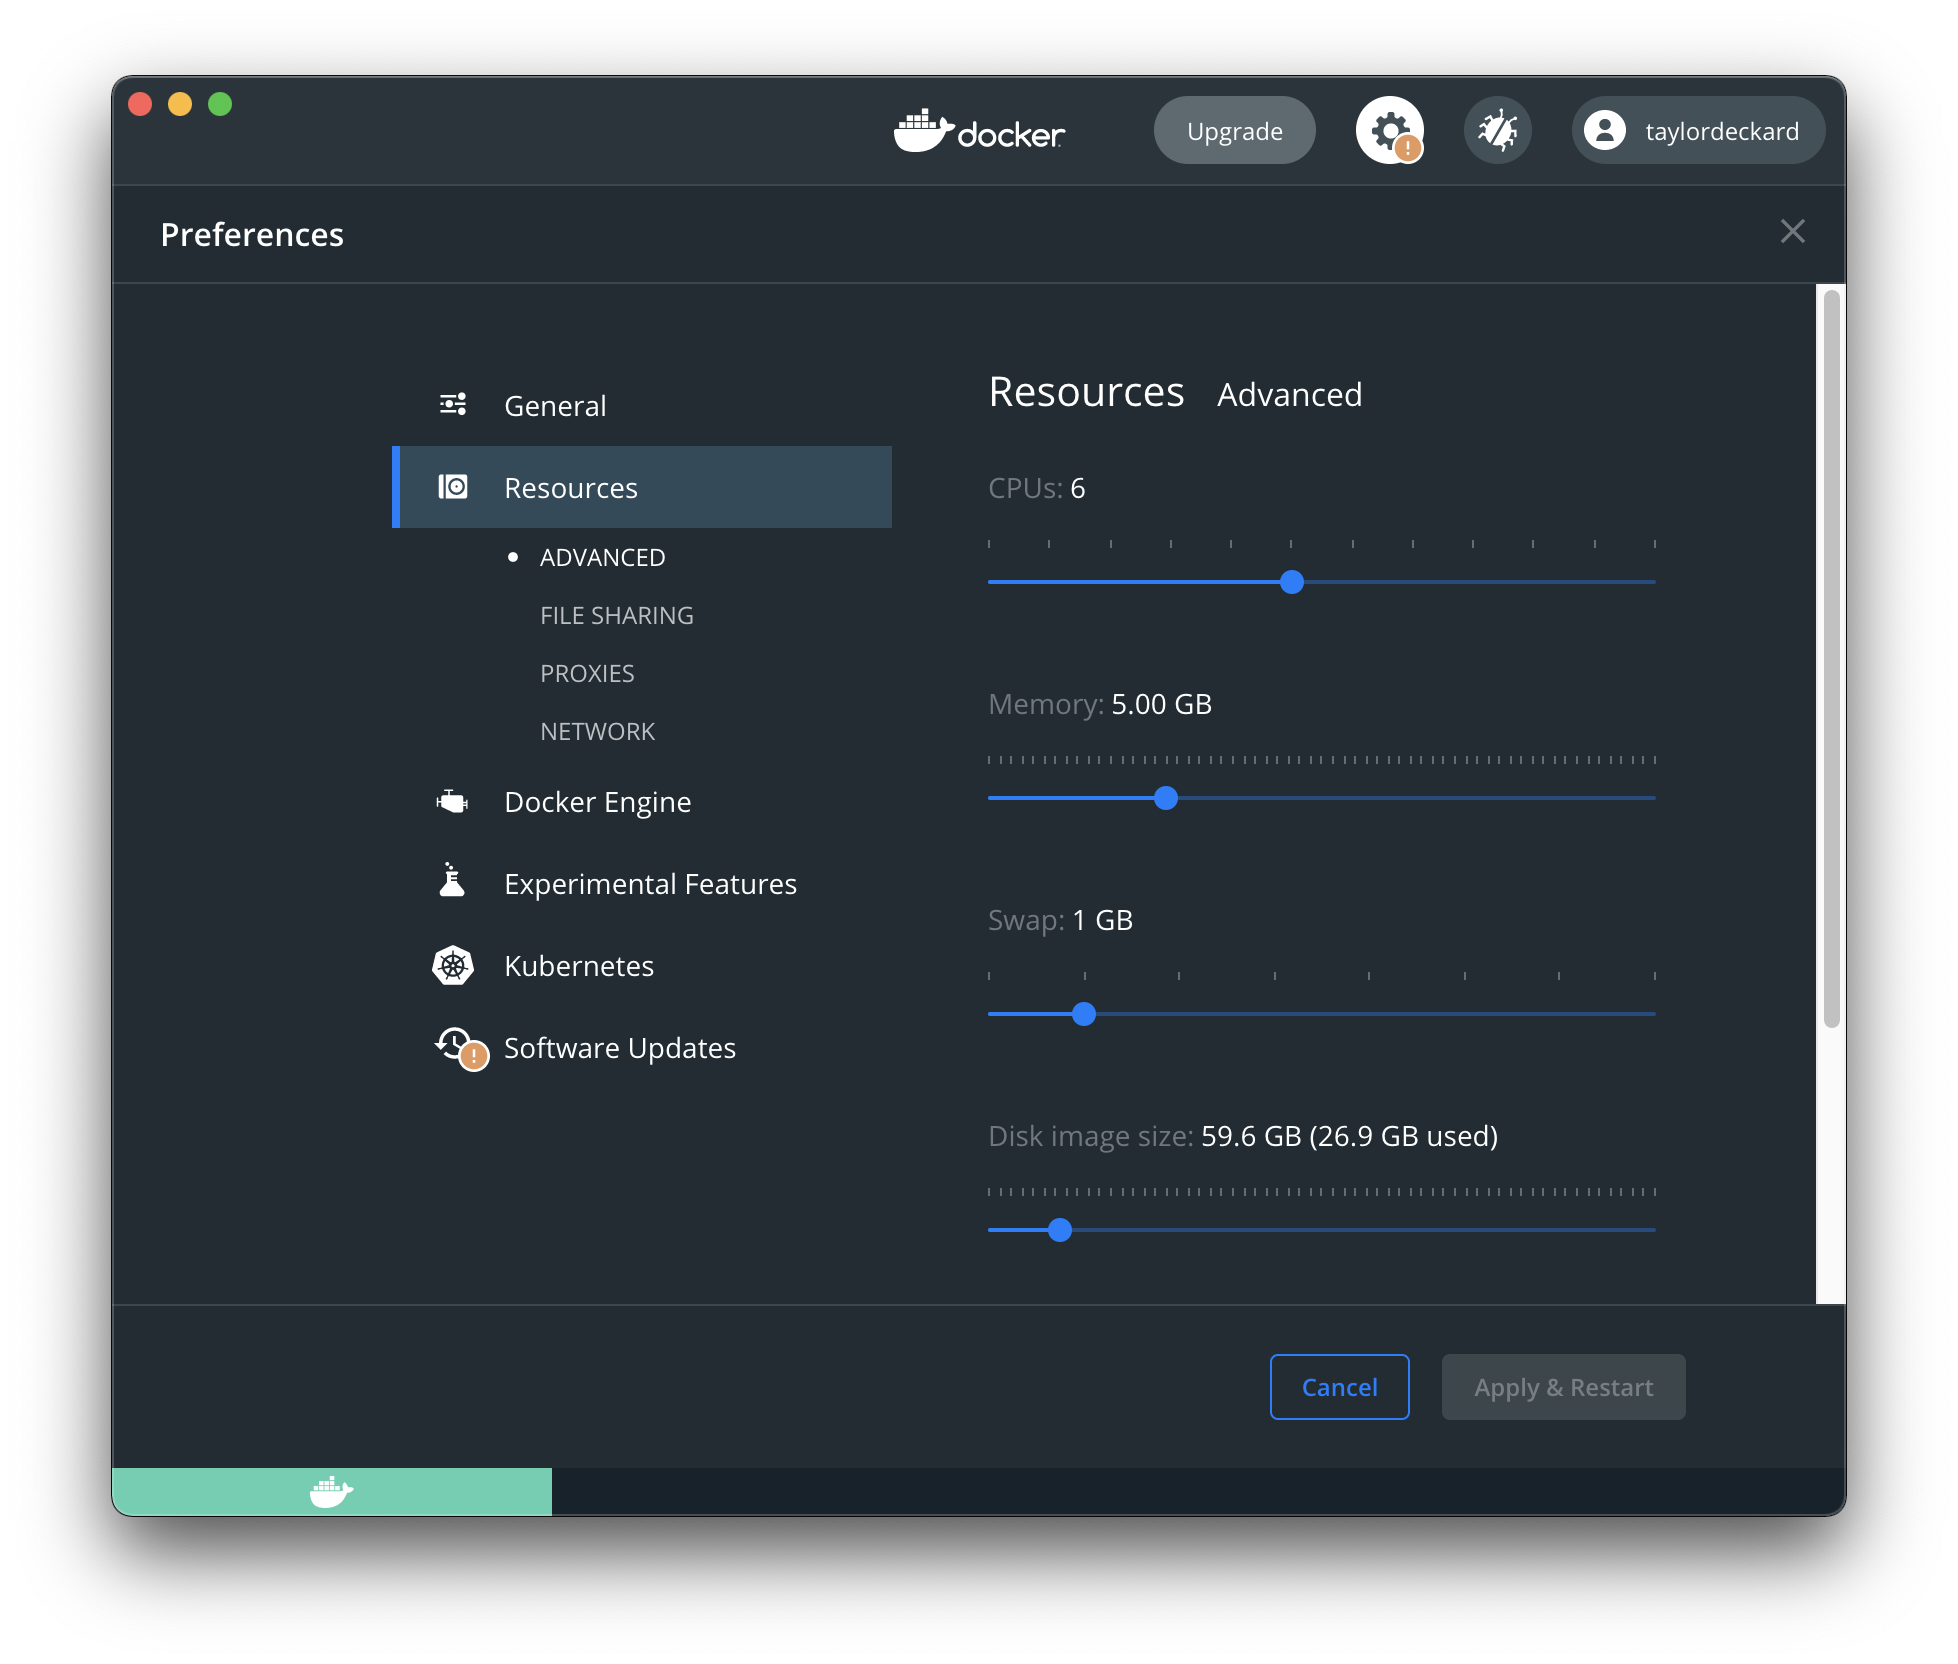 docker
Upgrade
taylordeckard
Preferences
General
Resources
ADVANCED
FILE SHARING
PROXIES
NETWORK
Docker Engine
Experimental Features
Kubernetes
Software Updates
Resources Advanced
CPUs: 6
Memory: 5.00 GB
Swap: 1 GB
Disk image size: 59.6 GB (26.9 GB used)
Cancel
Apply & Restart